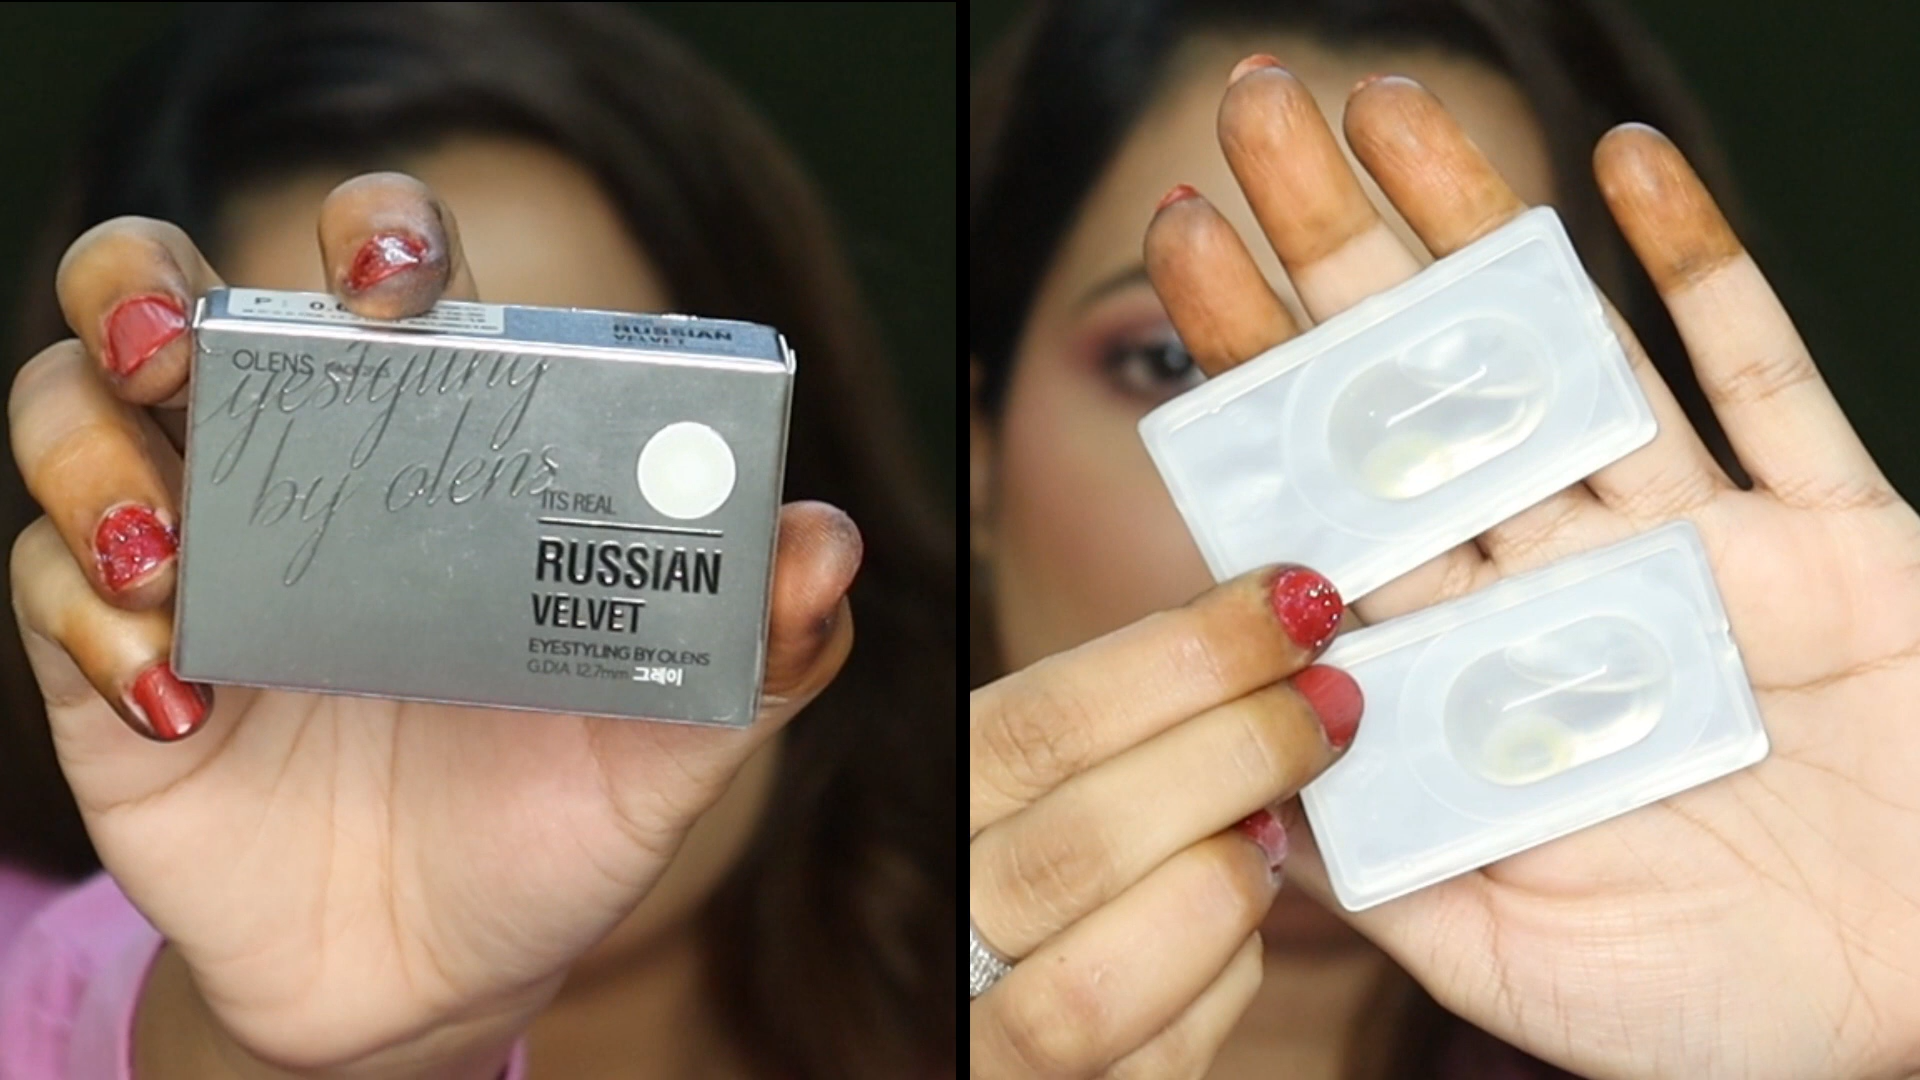 P : 0.
RUSSIAN
VELVET
OLENS
eyestyling
by olens
ITS REAL
RUSSIAN
VELVET
EYESTYLING BY OLENS
G.DIA 12.7mm 그레이